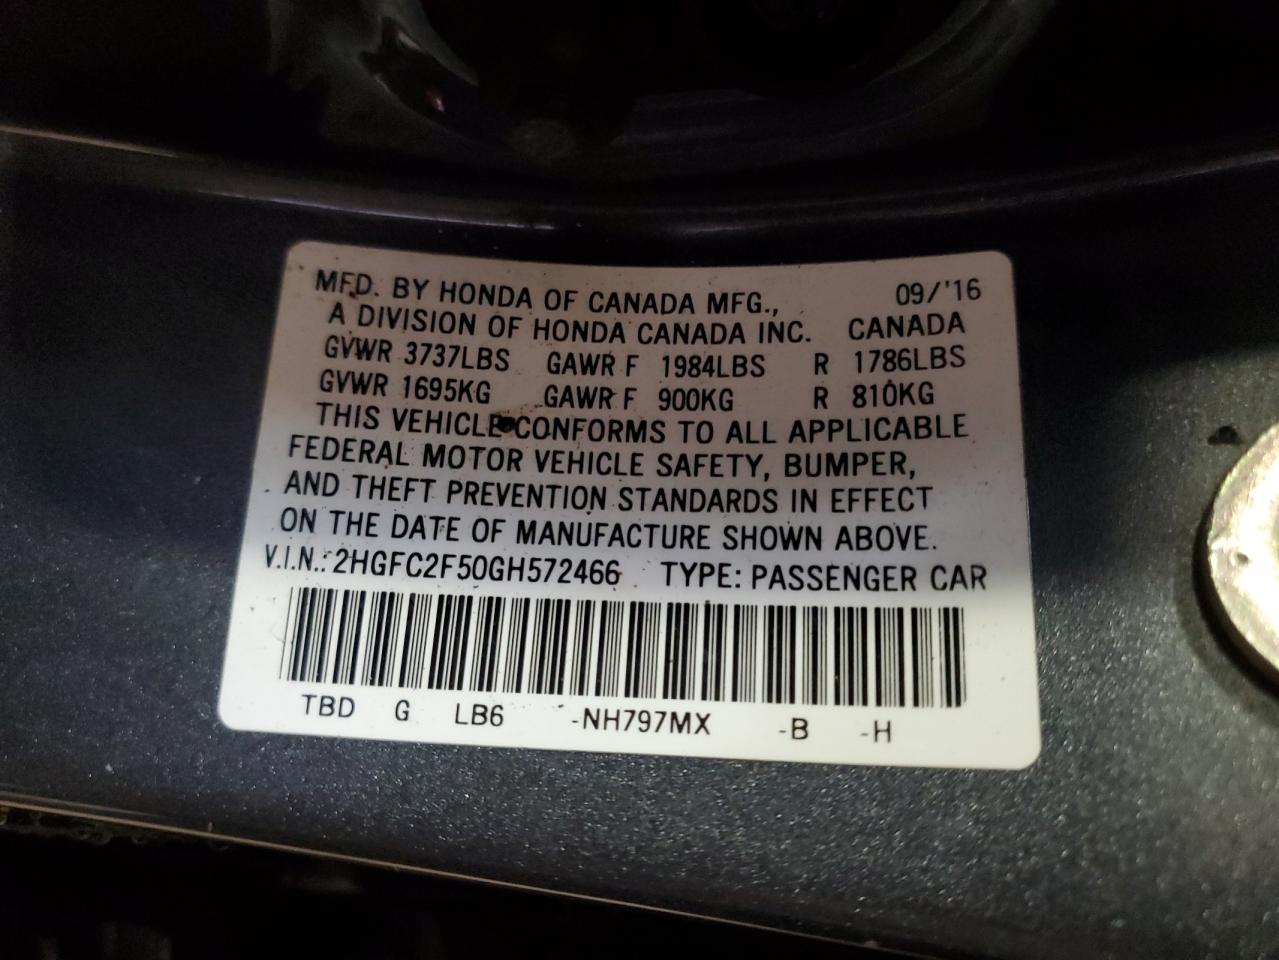 MFD. BY HONDA OF CANADA MFG., 09/'16
A DIVISION OF HONDA CANADA INC. CANADA
GVWR 3737LBS GAWR F 1984LBS R 1786LBS
GVWR 1695KG GAWR F 900KG R 810KG
THIS VEHICLE CONFORMS TO ALL APPLICABLE
FEDERAL MOTOR VEHICLE SAFETY, BUMPER,
AND THEFT PREVENTION STANDARDS IN EFFECT
ON THE DATE OF MANUFACTURE SHOWN ABOVE.
V.I.N.: 2HGFC2F50GH572466 TYPE: PASSENGER CAR
TBD G LB6 -NH797MX -B -H